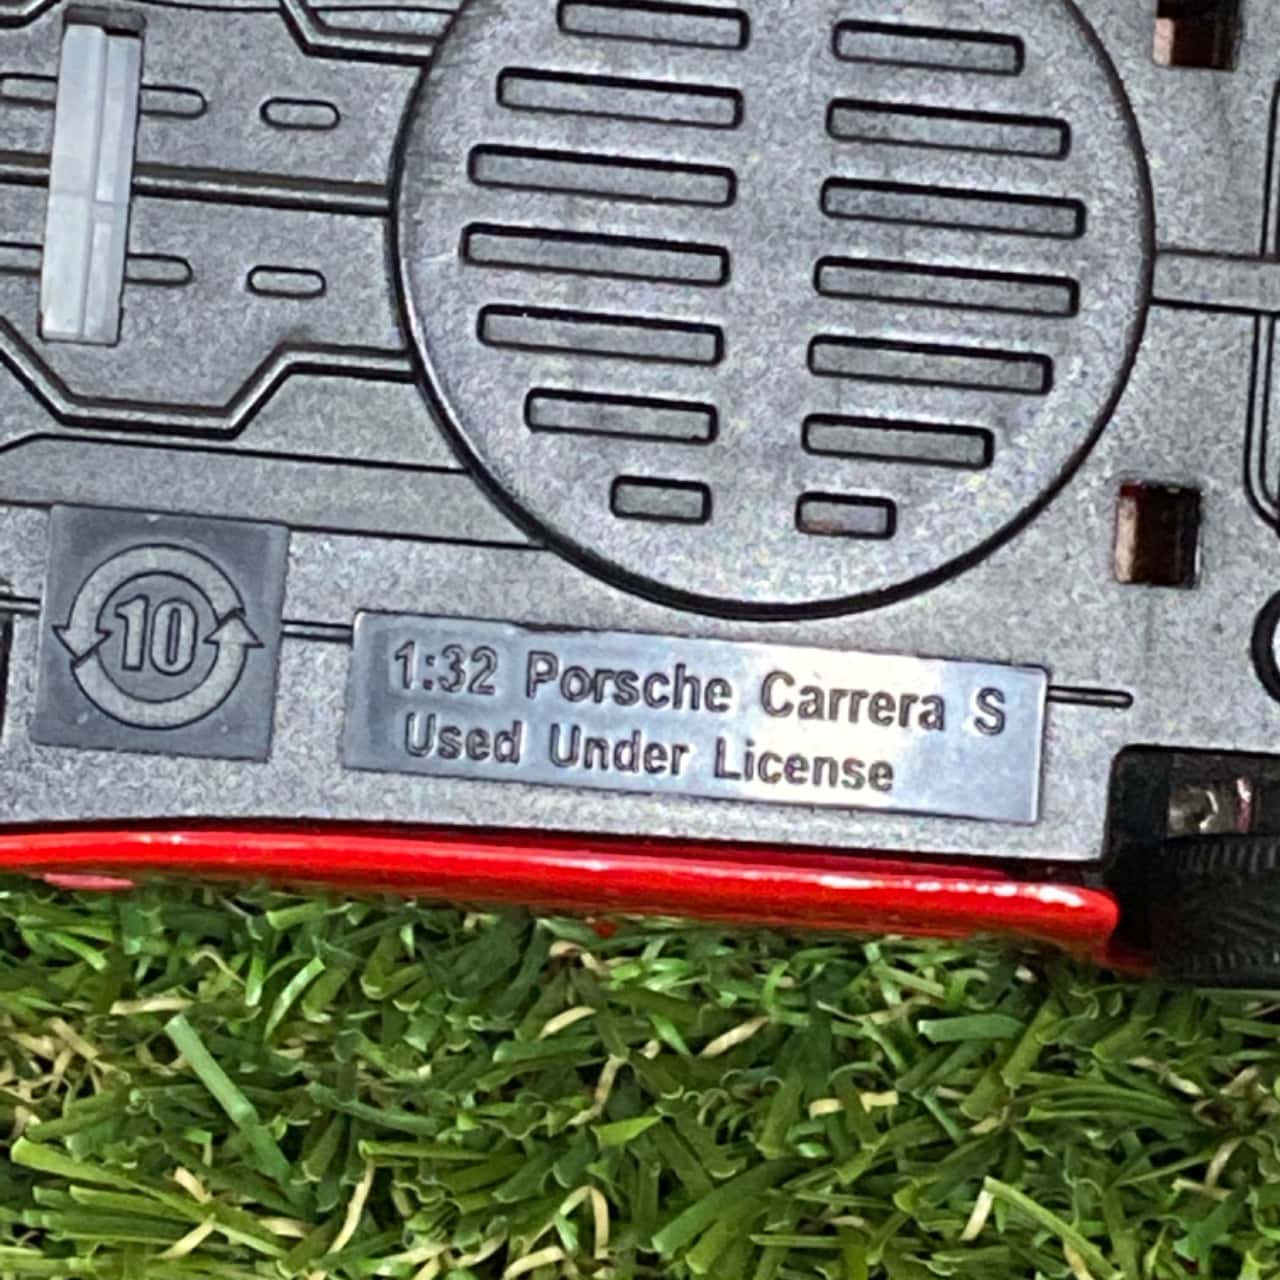 10
1:32 Porsche Carrera S
Used Under License